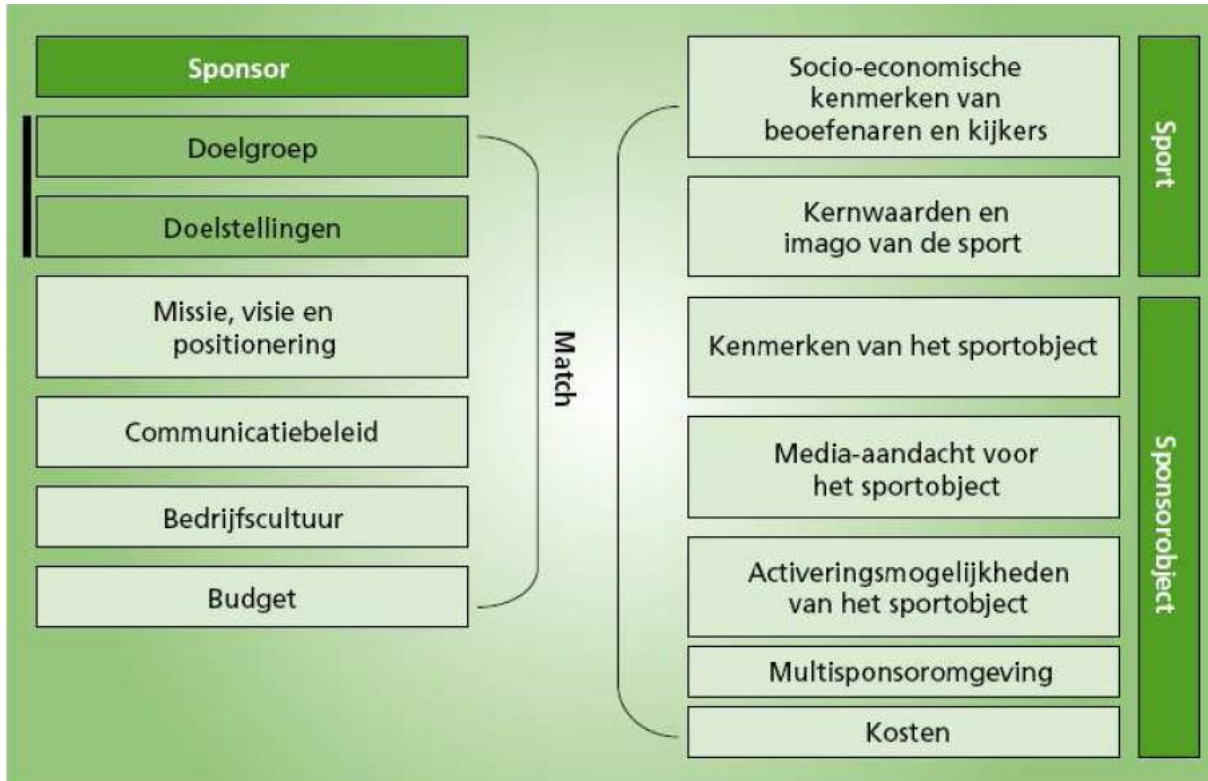 Sponsor
Doelgroep
Doelstellingen
Missie, visie en
positionering
Communicatiebeleid
Bedrijfscultuur
Budget
Match
Socio-economische
kenmerken van
beoefenaren en kijkers
Kernwaarden en
imago van de sport
Sport
Kenmerken van het sportobject
Media-aandacht voor
het sportobject
Activeringsmogelijkheden
van het sportobject
Multisponsoromgeving
Kosten
Sponsorobject